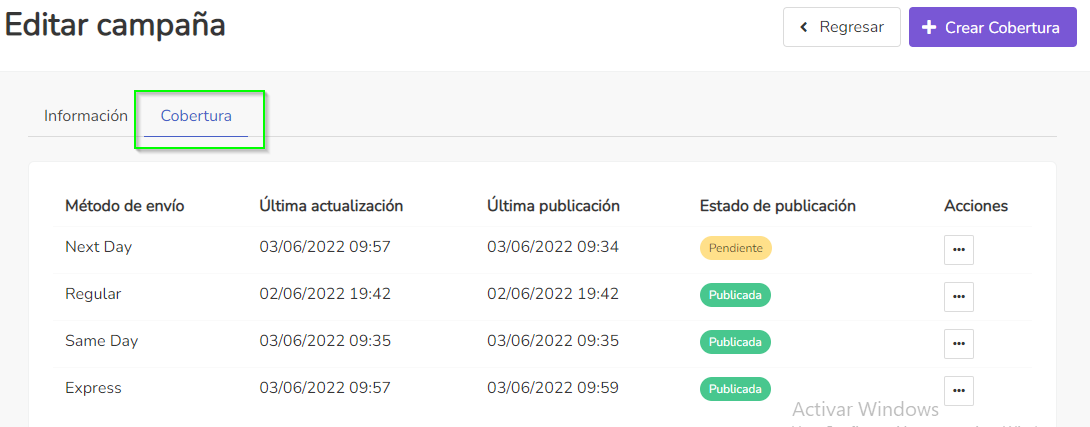 Editar campaña
Regresar
Crear Cobertura
Información
Cobertura
Método de envío Última actualización Última publicación Estado de publicación Acciones
Next Day 03/06/2022 09:57 03/06/2022 09:34 Pendiente
Regular 02/06/2022 19:42 02/06/2022 19:42 Publicada
Same Day 03/06/2022 09:35 03/06/2022 09:35 Publicada
Express 03/06/2022 09:57 03/06/2022 09:59 Publicada
Activar Windows